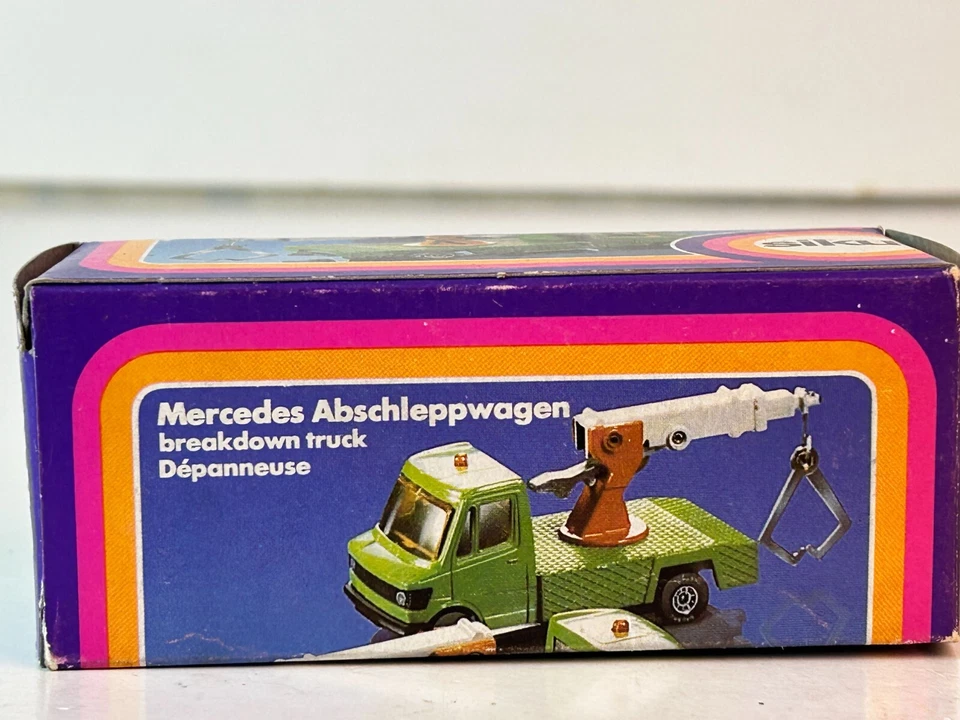 siku
Mercedes Abschleppwagen
breakdown truck
Dépanneuse